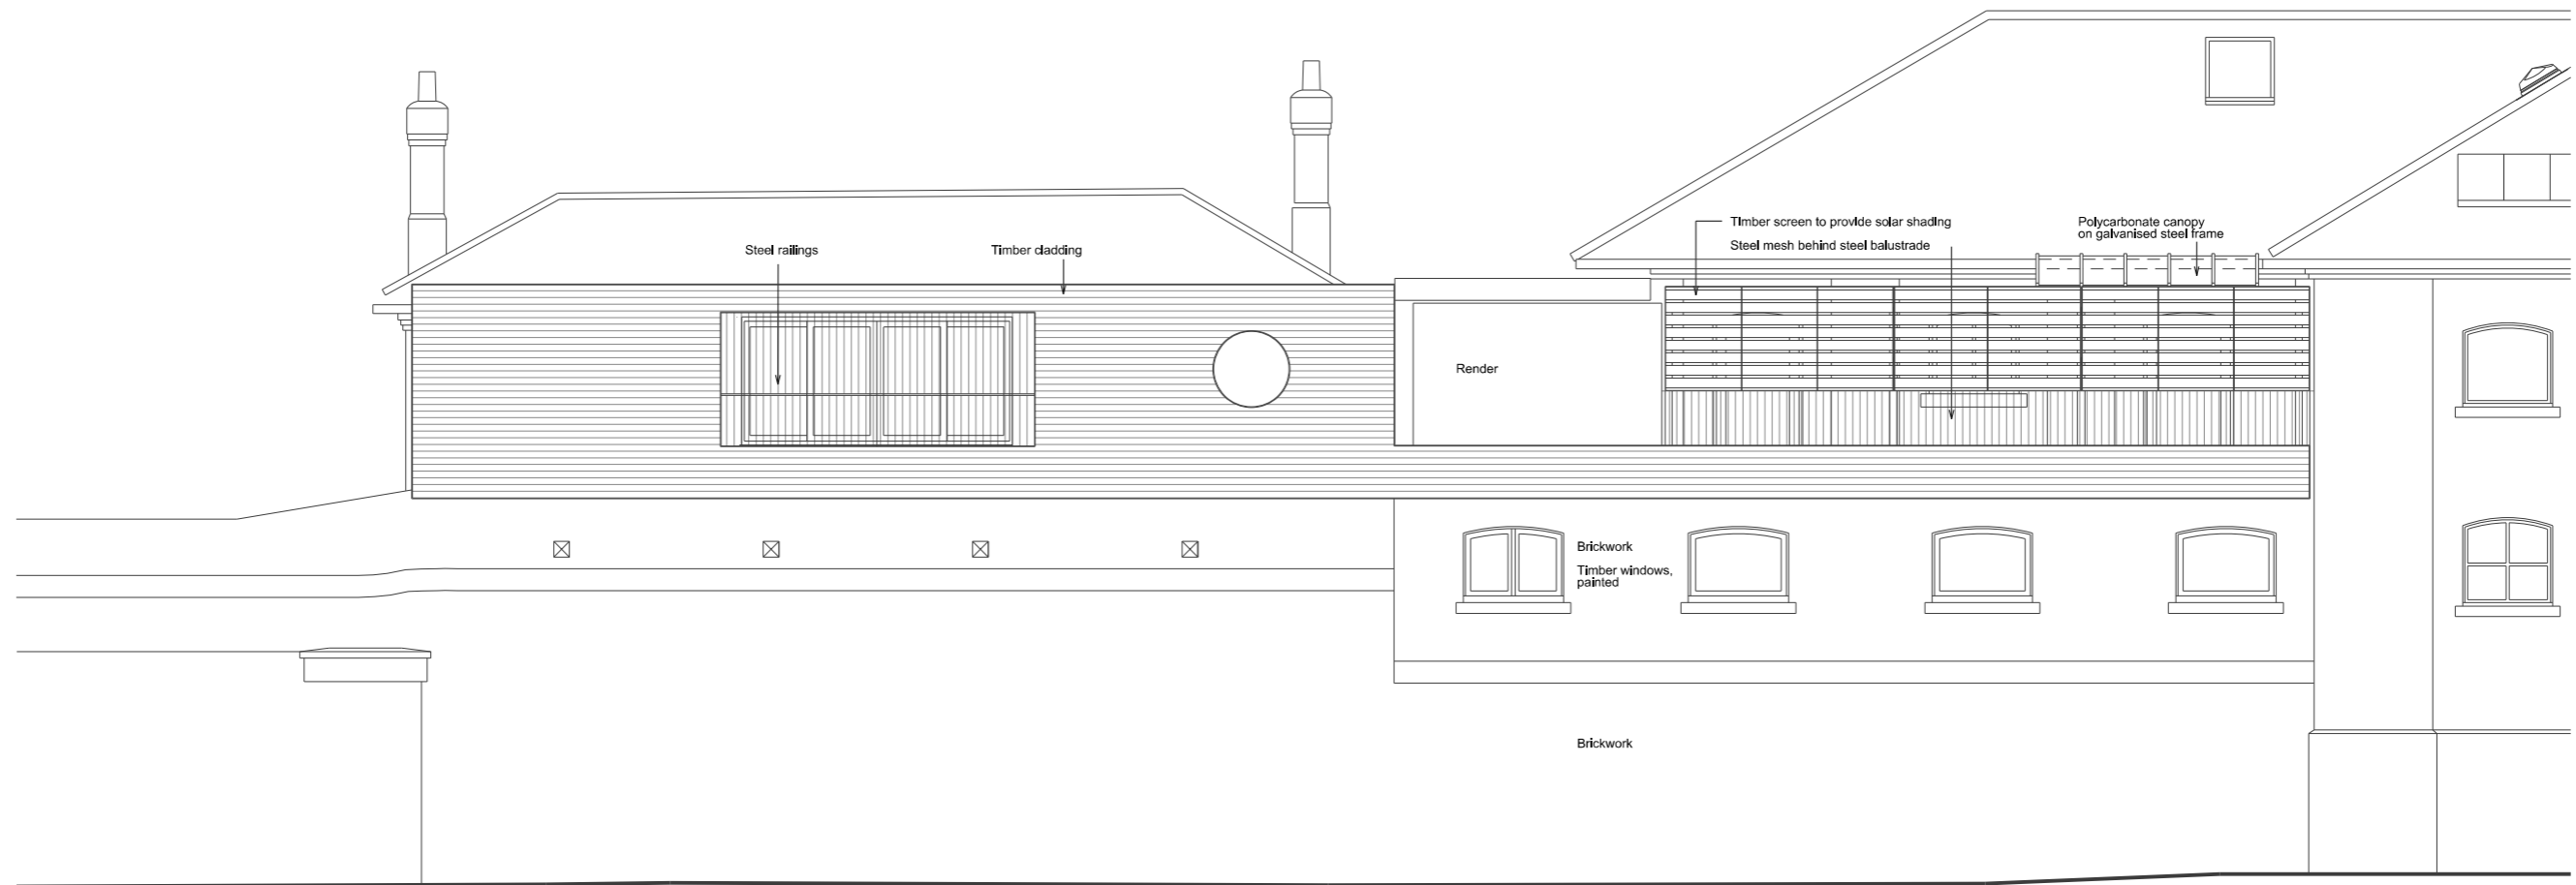 Timber screen to provide solar shading
Polycarbonate canopy
on galvanised steel frame
Steel railings
Timber cladding
Steel mesh behind steel balustrade
Render
Brickwork
Timber windows,
painted
Brickwork